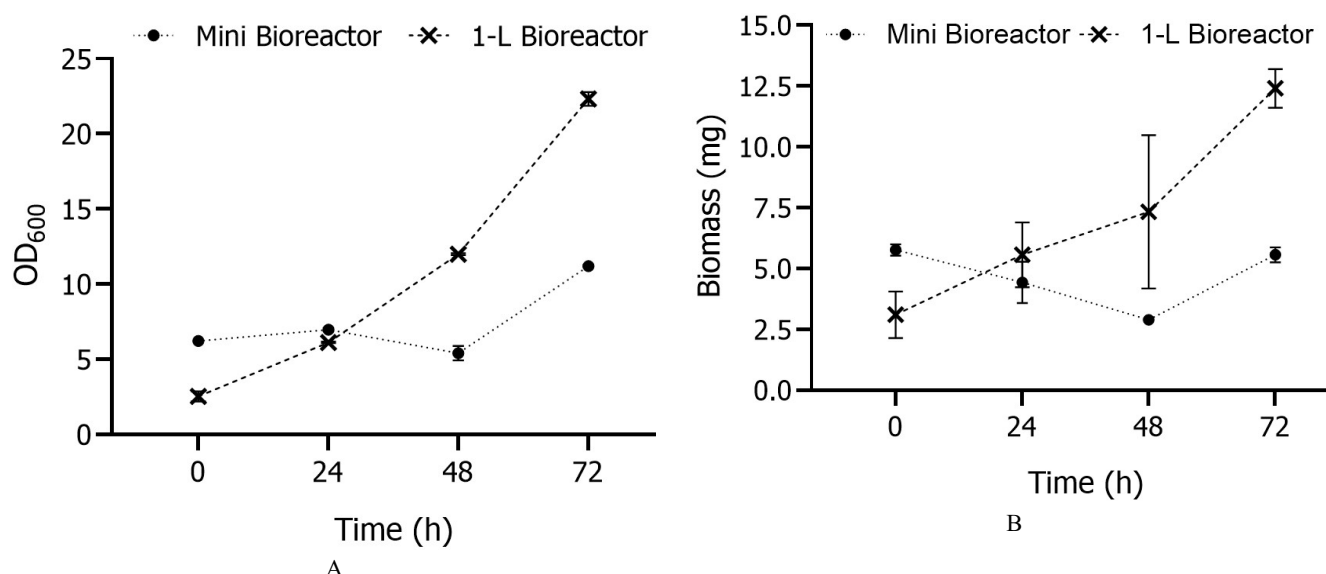 Mini Bioreactor 1-L Bioreactor
25
20
15
10
5
0
OD600
0 24 48 72
Time (h)
A
Mini Bioreactor 1-L Bioreactor
15.0
12.5
10.0
7.5
5.0
2.5
0.0
Biomass (mg)
0 24 48 72
Time (h)
B